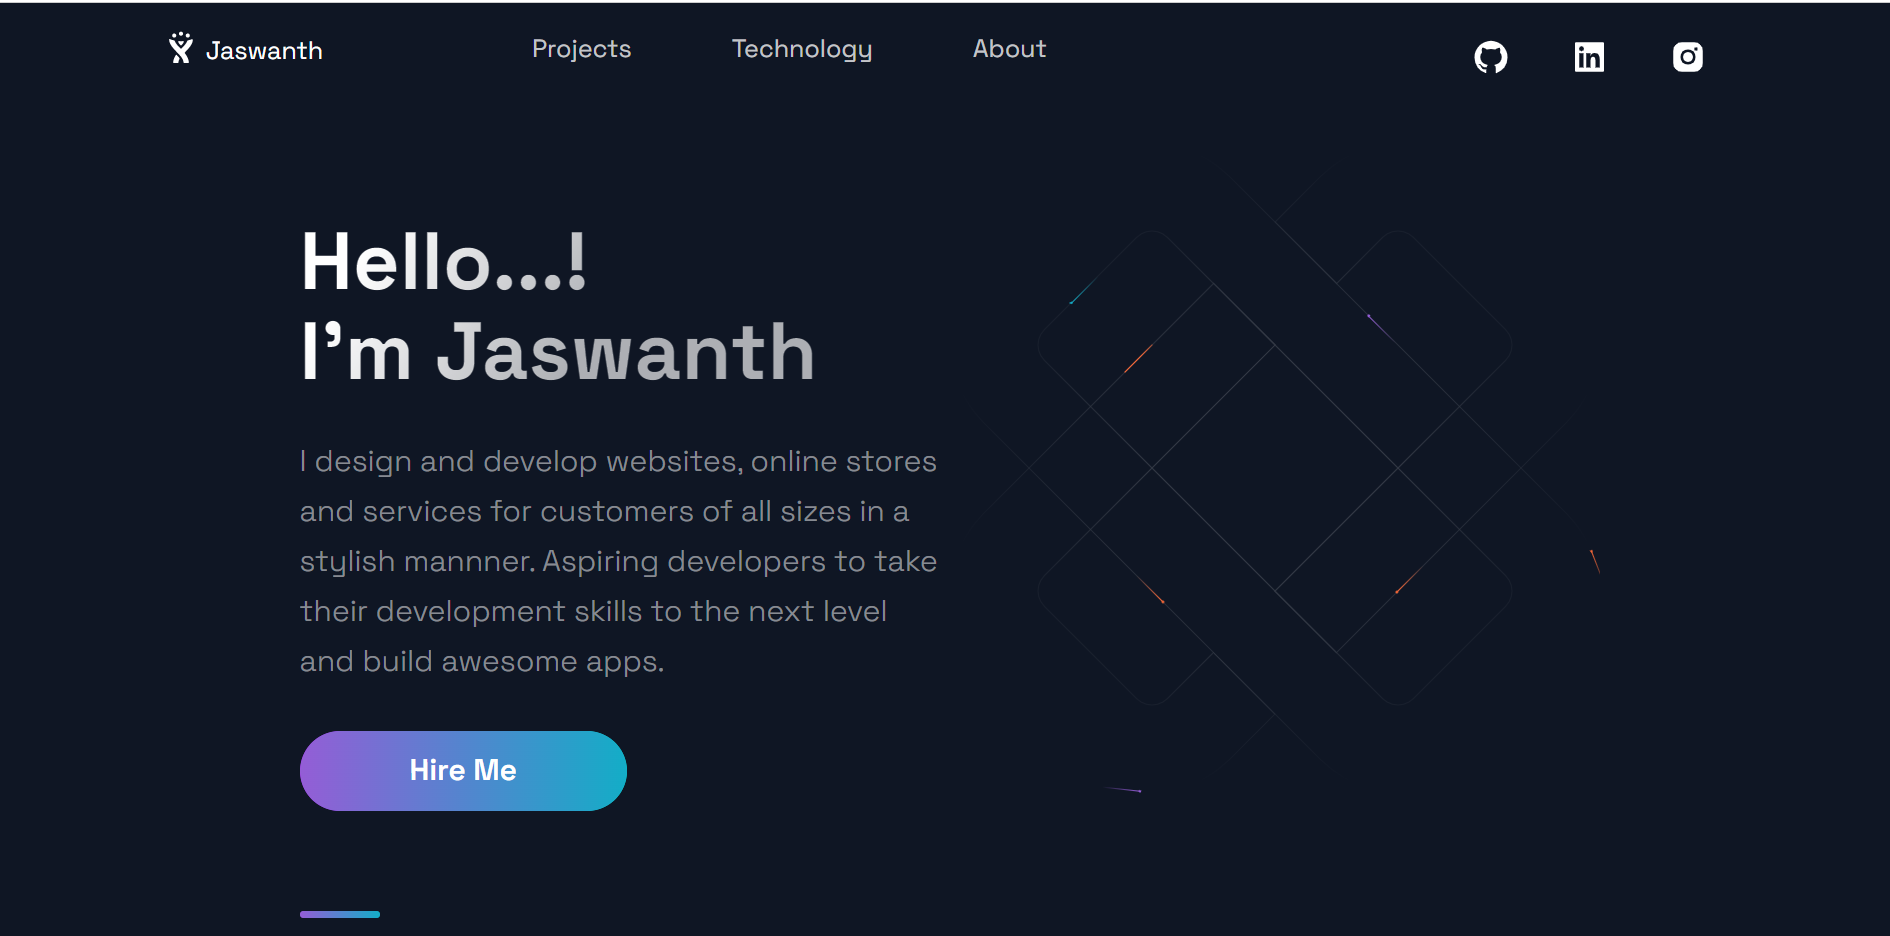 Jaswanth
Projects
Technology
About
in
Hello...!
I’m Jaswanth
I design and develop websites, online stores
and services for customers of all sizes in a
stylish mannner. Aspiring developers to take
their development skills to the next level
and build awesome apps.
Hire Me